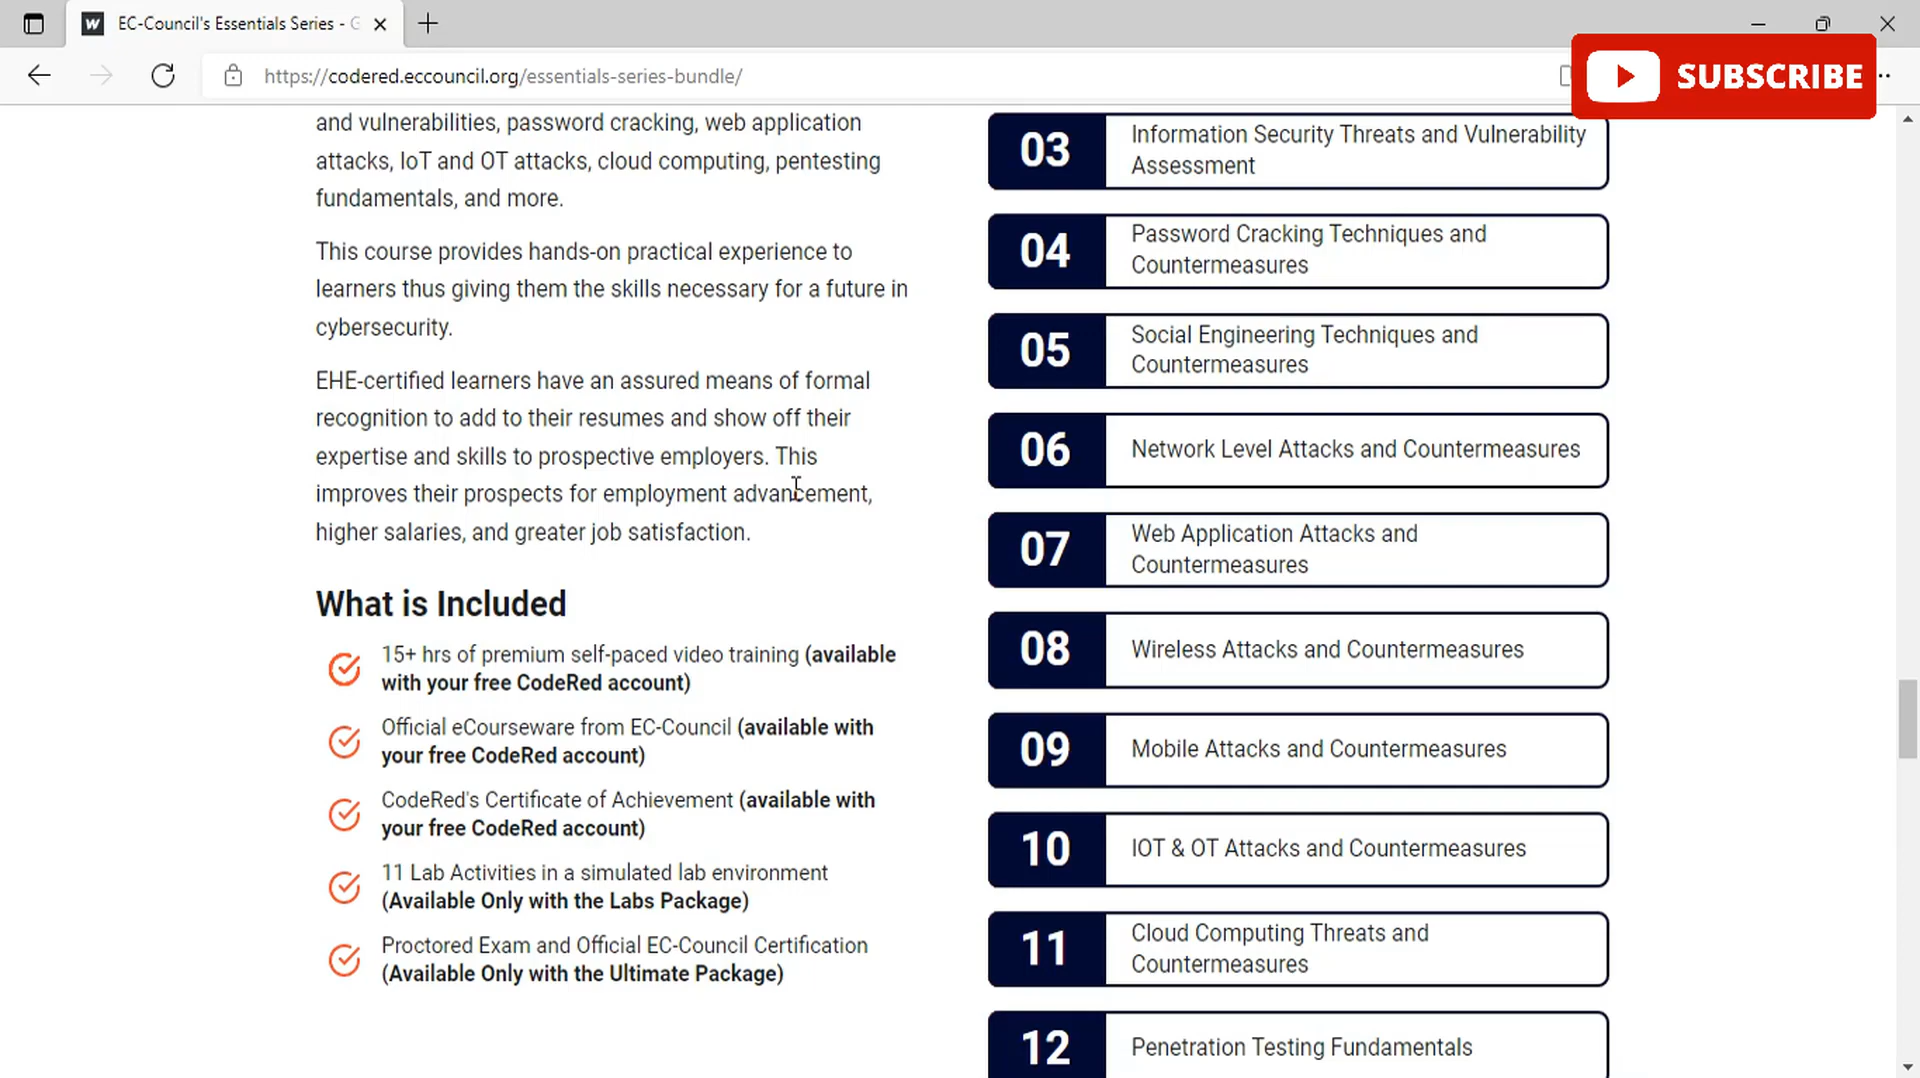 EC-Council's Essentials Series - G
https://codered.eccouncil.org/essentials-series-bundle/
SUBSCRIBE
and vulnerabilities, password cracking, web application
attacks, IoT and OT attacks, cloud computing, pentesting
fundamentals, and more.
This course provides hands-on practical experience to
learners thus giving them the skills necessary for a future in
cybersecurity.
EHE-certified learners have an assured means of formal
recognition to add to their resumes and show off their
expertise and skills to prospective employers. This
improves their prospects for employment advancement,
higher salaries, and greater job satisfaction.
What is Included
15+ hrs of premium self-paced video training (available
with your free CodeRed account)
Official eCourseware from EC-Council (available with
your free CodeRed account)
CodeRed's Certificate of Achievement (available with
your free CodeRed account)
11 Lab Activities in a simulated lab environment
(Available Only with the Labs Package)
Proctored Exam and Official EC-Council Certification
(Available Only with the Ultimate Package)
03
Information Security Threats and Vulnerability
Assessment
04
Password Cracking Techniques and
Countermeasures
05
Social Engineering Techniques and
Countermeasures
06
Network Level Attacks and Countermeasures
07
Web Application Attacks and
Countermeasures
08
Wireless Attacks and Countermeasures
09
Mobile Attacks and Countermeasures
10
IOT & OT Attacks and Countermeasures
11
Cloud Computing Threats and
Countermeasures
12
Penetration Testing Fundamentals